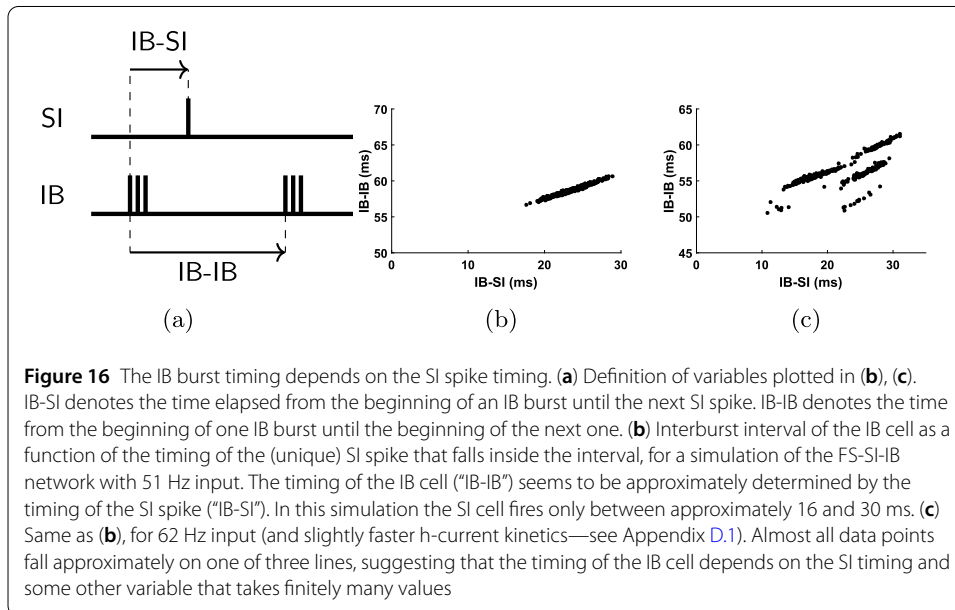 IB-SI
SI
IB
IB-IB
(a)
70
65
60
55
50
IB-IB (ms)
0 10 20 30
IB-SI (ms)
(b)
65
60
55
50
45
IB-IB (ms)
0 10 20 30
IB-SI (ms)
(c)
Figure 16 The IB burst timing depends on the SI spike timing. (a) Definition of variables plotted in (b), (c).
IB-SI denotes the time elapsed from the beginning of an IB burst until the next SI spike. IB-IB denotes the time
from the beginning of one IB burst until the beginning of the next one. (b) Interburst interval of the IB cell as a
function of the timing of the (unique) SI spike that falls inside the interval, for a simulation of the FS-SI-IB
network with 51 Hz input. The timing of the IB cell (“IB-IB”) seems to be approximately determined by the
timing of the SI spike (“IB-SI”). In this simulation the SI cell fires only between approximately 16 and 30 ms. (c)
Same as (b), for 62 Hz input (and slightly faster h-current kinetics—see Appendix D.1). Almost all data points
fall approximately on one of three lines, suggesting that the timing of the IB cell depends on the SI timing and
some other variable that takes finitely many values